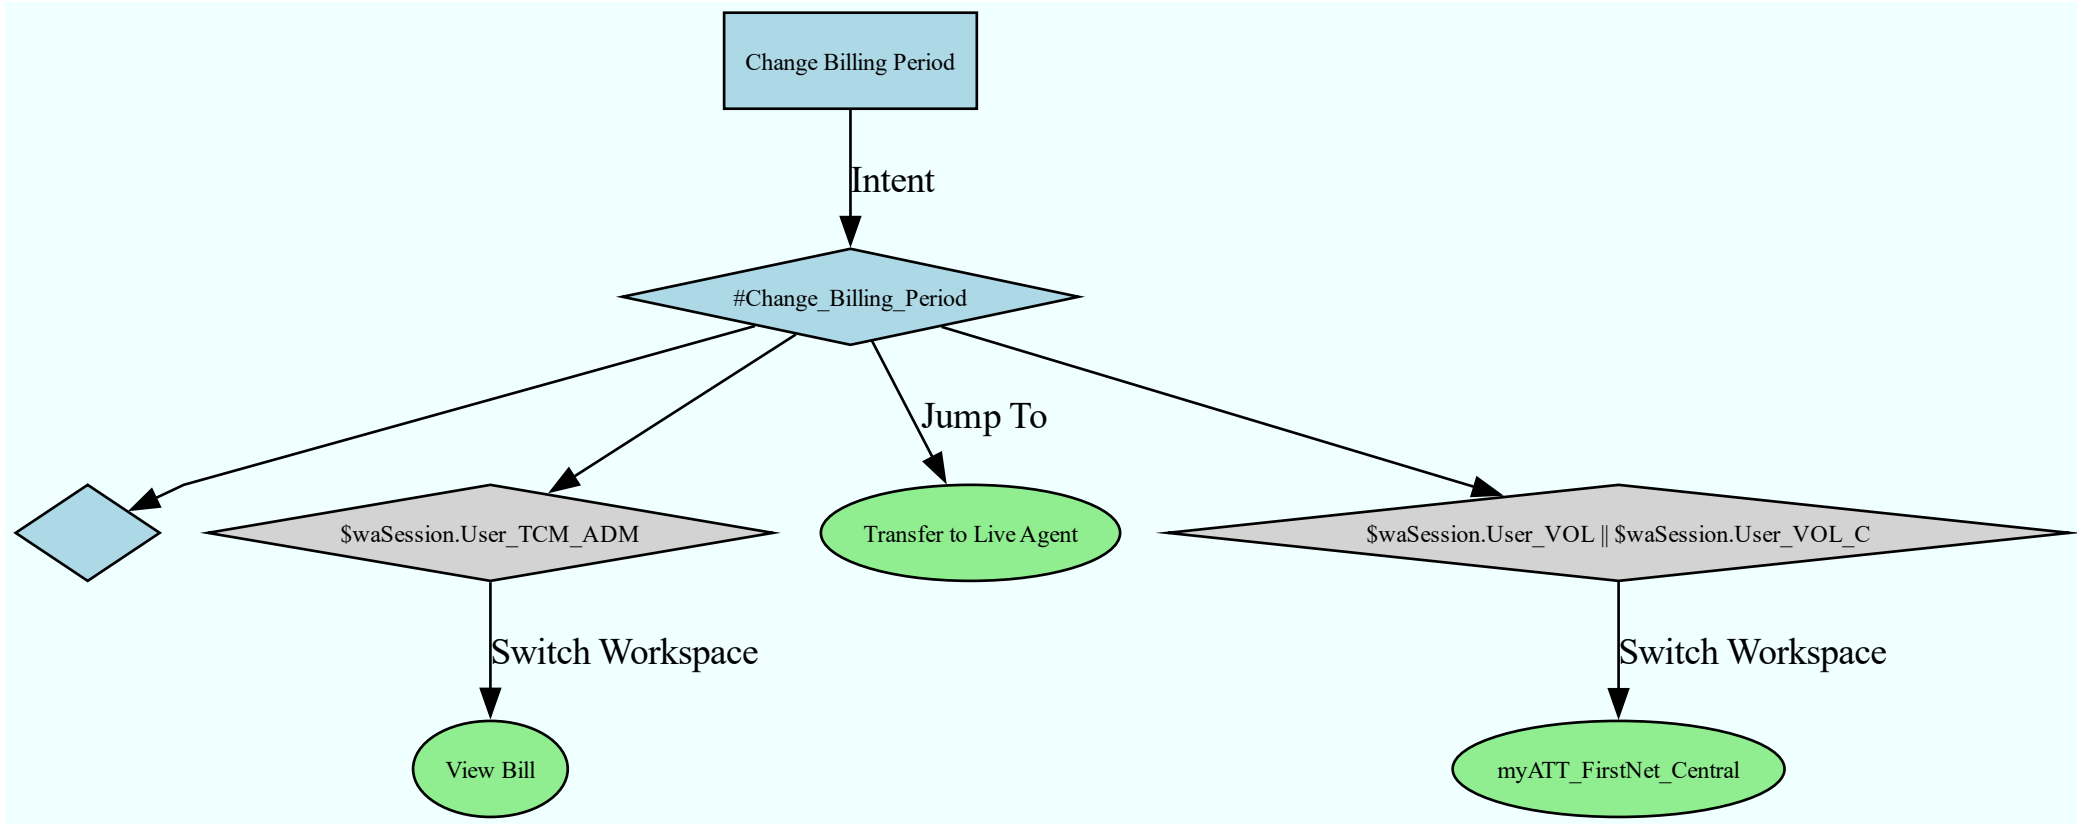 Change Billing Period
Intent
#Change_Billing_Period
Jump To
$waSession.User_TCM_ADM
Transfer to Live Agent
$waSession.User_VOL || $waSession.User_VOL_C
Switch Workspace
Switch Workspace
View Bill
myATT_FirstNet_Central